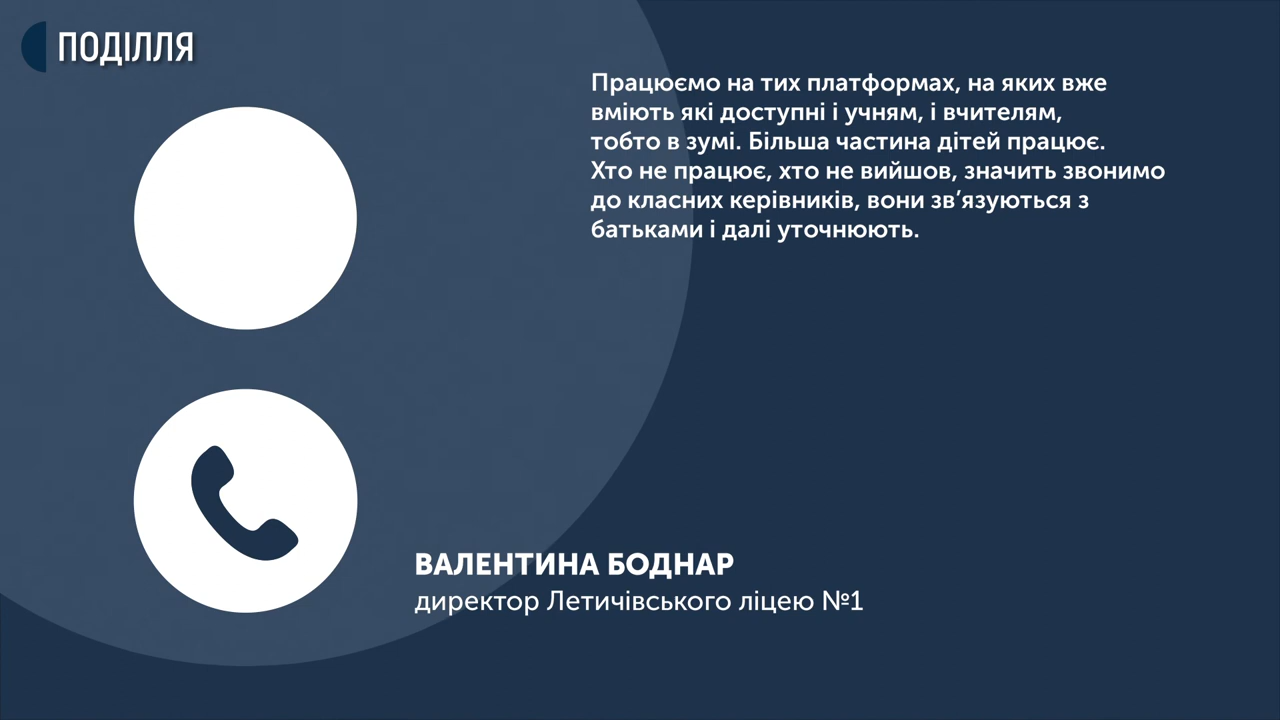 ПОДІЛЛЯ
Працюємо на тих платформах, на яких вже
вміють які доступні і учням, і вчителям,
тобто в зумі. Більша частина дітей працює.
Хто не працює, хто не вийшов, значить звонимо
до класних керівників, вони зв’язуються з
батьками і далі уточнюють.
ВАЛЕНТИНА БОДНАР
директор Летичівського ліцею №1